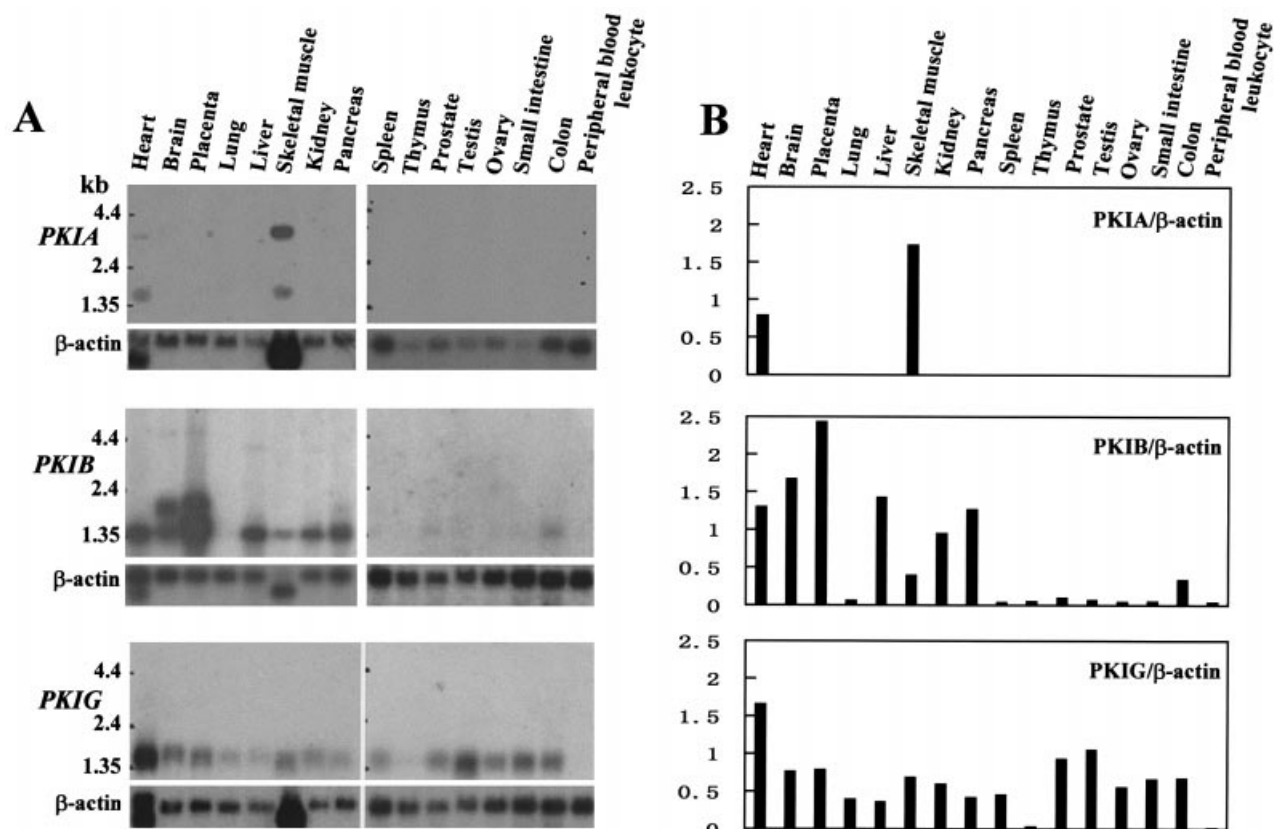 A
Heart
Brain
Placenta
Lung
Liver
Skeletal muscle
Kidney
Pancreas
Spleen
Thymus
Prostate
Testis
Ovary
Small intestine
Colon
Peripheral blood
leukocyte
kb
4.4
PKIA
2.4
1.35
β-actin
4.4
PKIB
2.4
1.35
β-actin
4.4
PKIG
2.4
1.35
β-actin
B
Heart
Brain
Placenta
Lung
Liver
Skeletal muscle
Kidney
Pancreas
Spleen
Thymus
Prostate
Testis
Ovary
Small intestine
Colon
Peripheral blood
leukocyte
2.5
2
1.5
1
0.5
0
PKIA/β-actin
2.5
2
1.5
1
0.5
0
PKIB/β-actin
2.5
2
1.5
1
0.5
0
PKIG/β-actin